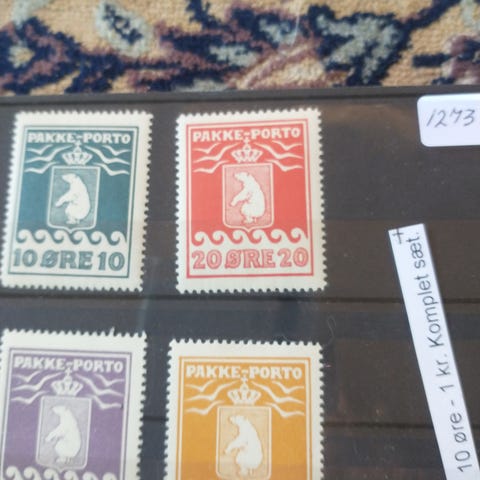 PAKKE-PORTO
10 ØRE 10
PAKKE-PORTO
20 ØRE 20
1273
PAKKE-PORTO
PAKKE-PORTO
10 øre - 1 kr. Komplet sæt.
+